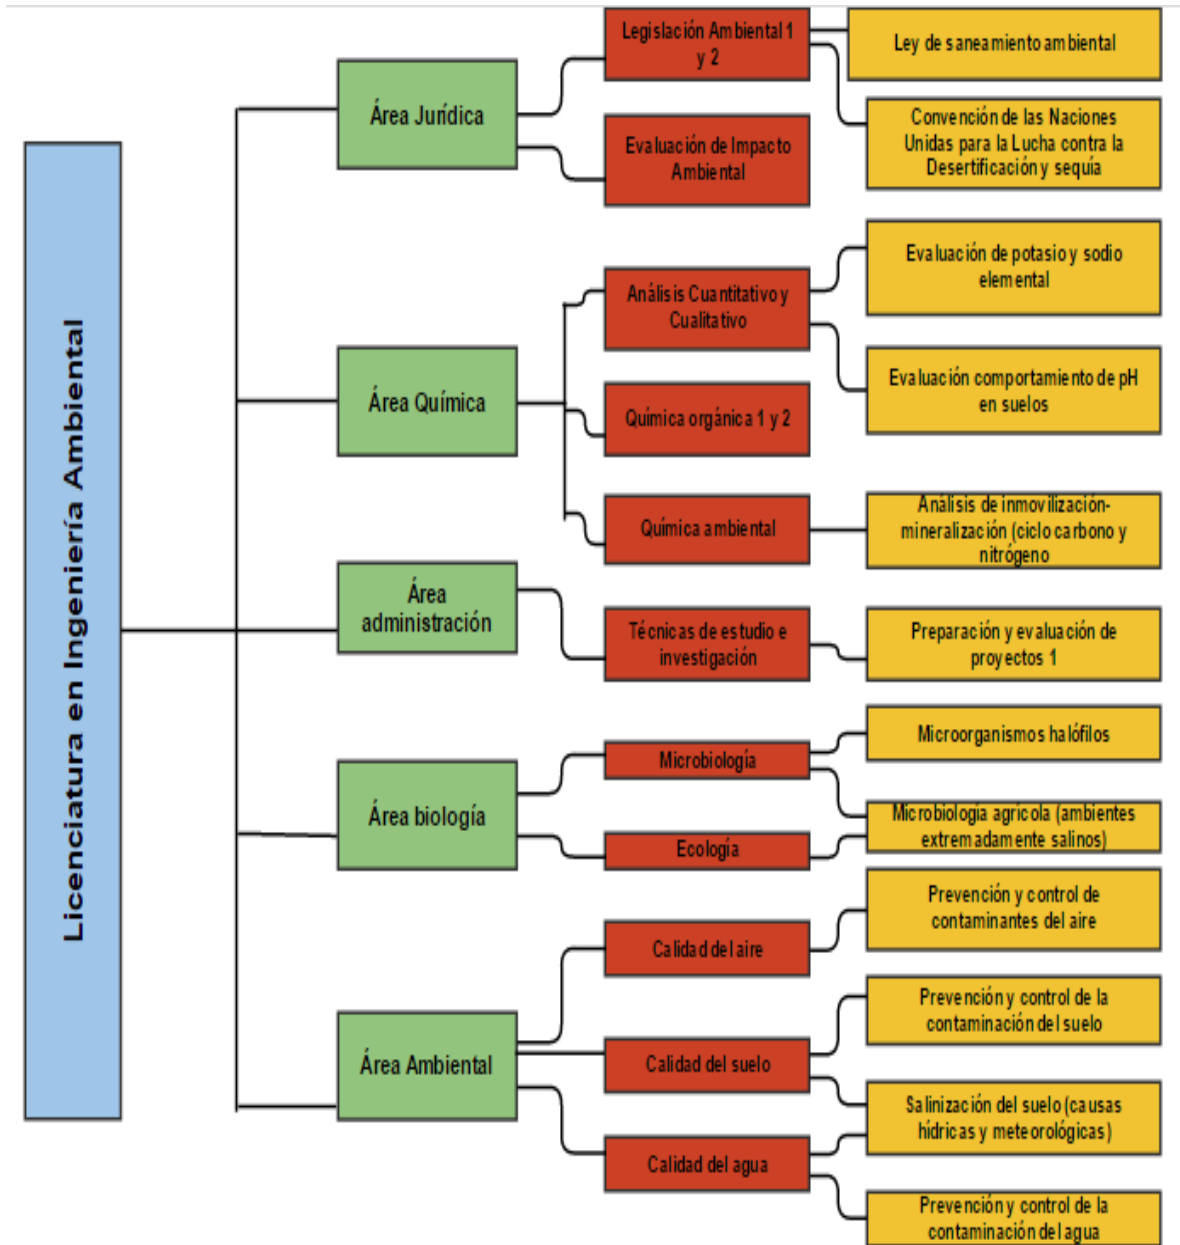 Licenciatura en Ingeniería Ambiental
Área Jurídica
Legislación Ambiental 1
y 2
Ley de saneamiento ambiental
Convención de las Naciones
Unidas para la Lucha contra la
Desertificación y sequía
Evaluación de Impacto
Ambiental
Área Química
Análisis Cuantitativo y
Cualitativo
Evaluación de potasio y sodio
elemental
Evaluación comportamiento de pH
en suelos
Química orgánica 1 y 2
Química ambiental
Análisis de inmovilización-
mineralización (ciclo carbono y
nitrógeno
Área
administración
Técnicas de estudio e
investigación
Preparación y evaluación de
proyectos 1
Área biología
Microbiología
Microorganismos halófilos
Microbiología agrícola (ambientes
extremadamente salinos)
Ecología
Área Ambiental
Calidad del aire
Prevención y control de
contaminantes del aire
Calidad del suelo
Prevención y control de la
contaminación del suelo
Salinización del suelo (causas
hídricas y meteorológicas)
Calidad del agua
Prevención y control de la
contaminación del agua